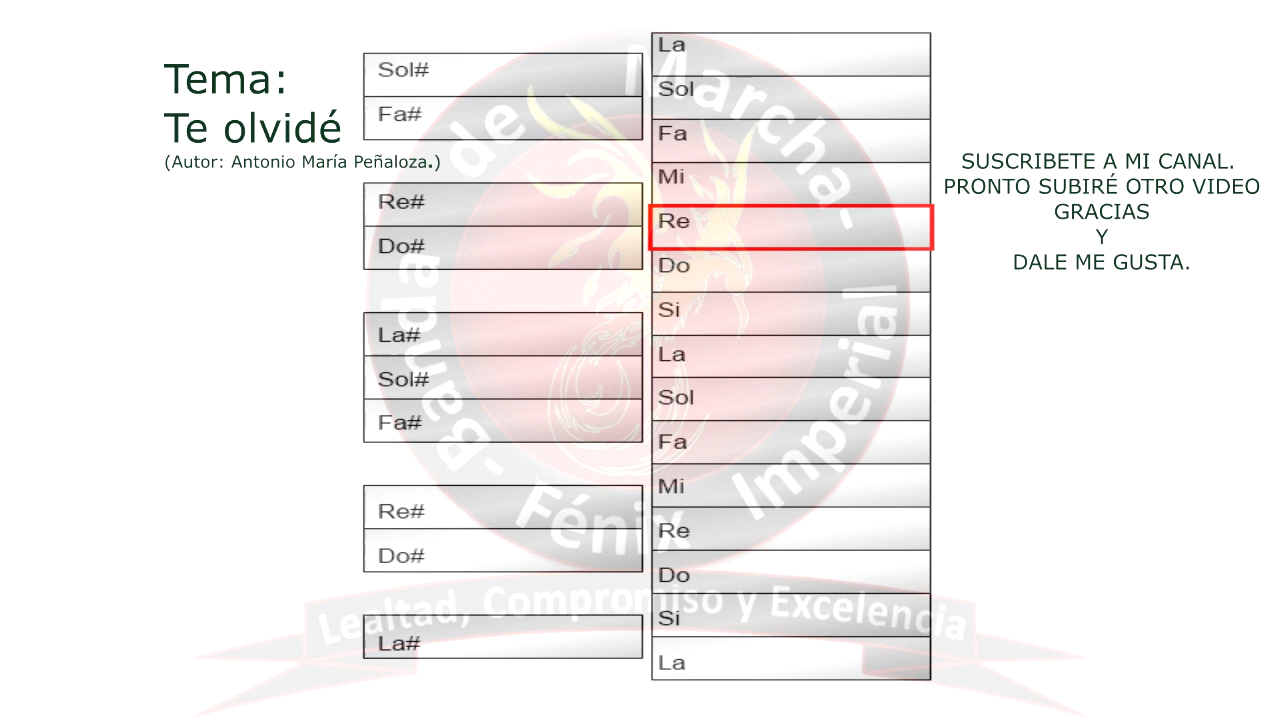 Tema:
Te olvidé
(Autor: Antonio María Peñaloza.)
Sol#
Fa#
Re#
Do#
La#
Sol#
Fa#
Re#
Do#
La#
La
Sol
Fa
Mi
Re
Do
Si
La
Sol
Fa
Mi
Re
Do
Si
La
SUSCRIBETE A MI CANAL.
PRONTO SUBIRÉ OTRO VIDEO
GRACIAS
Y
DALE ME GUSTA.
Banda de Marcha-
- Fénix Imperial
Lealtad, Compromiso y Excelencia